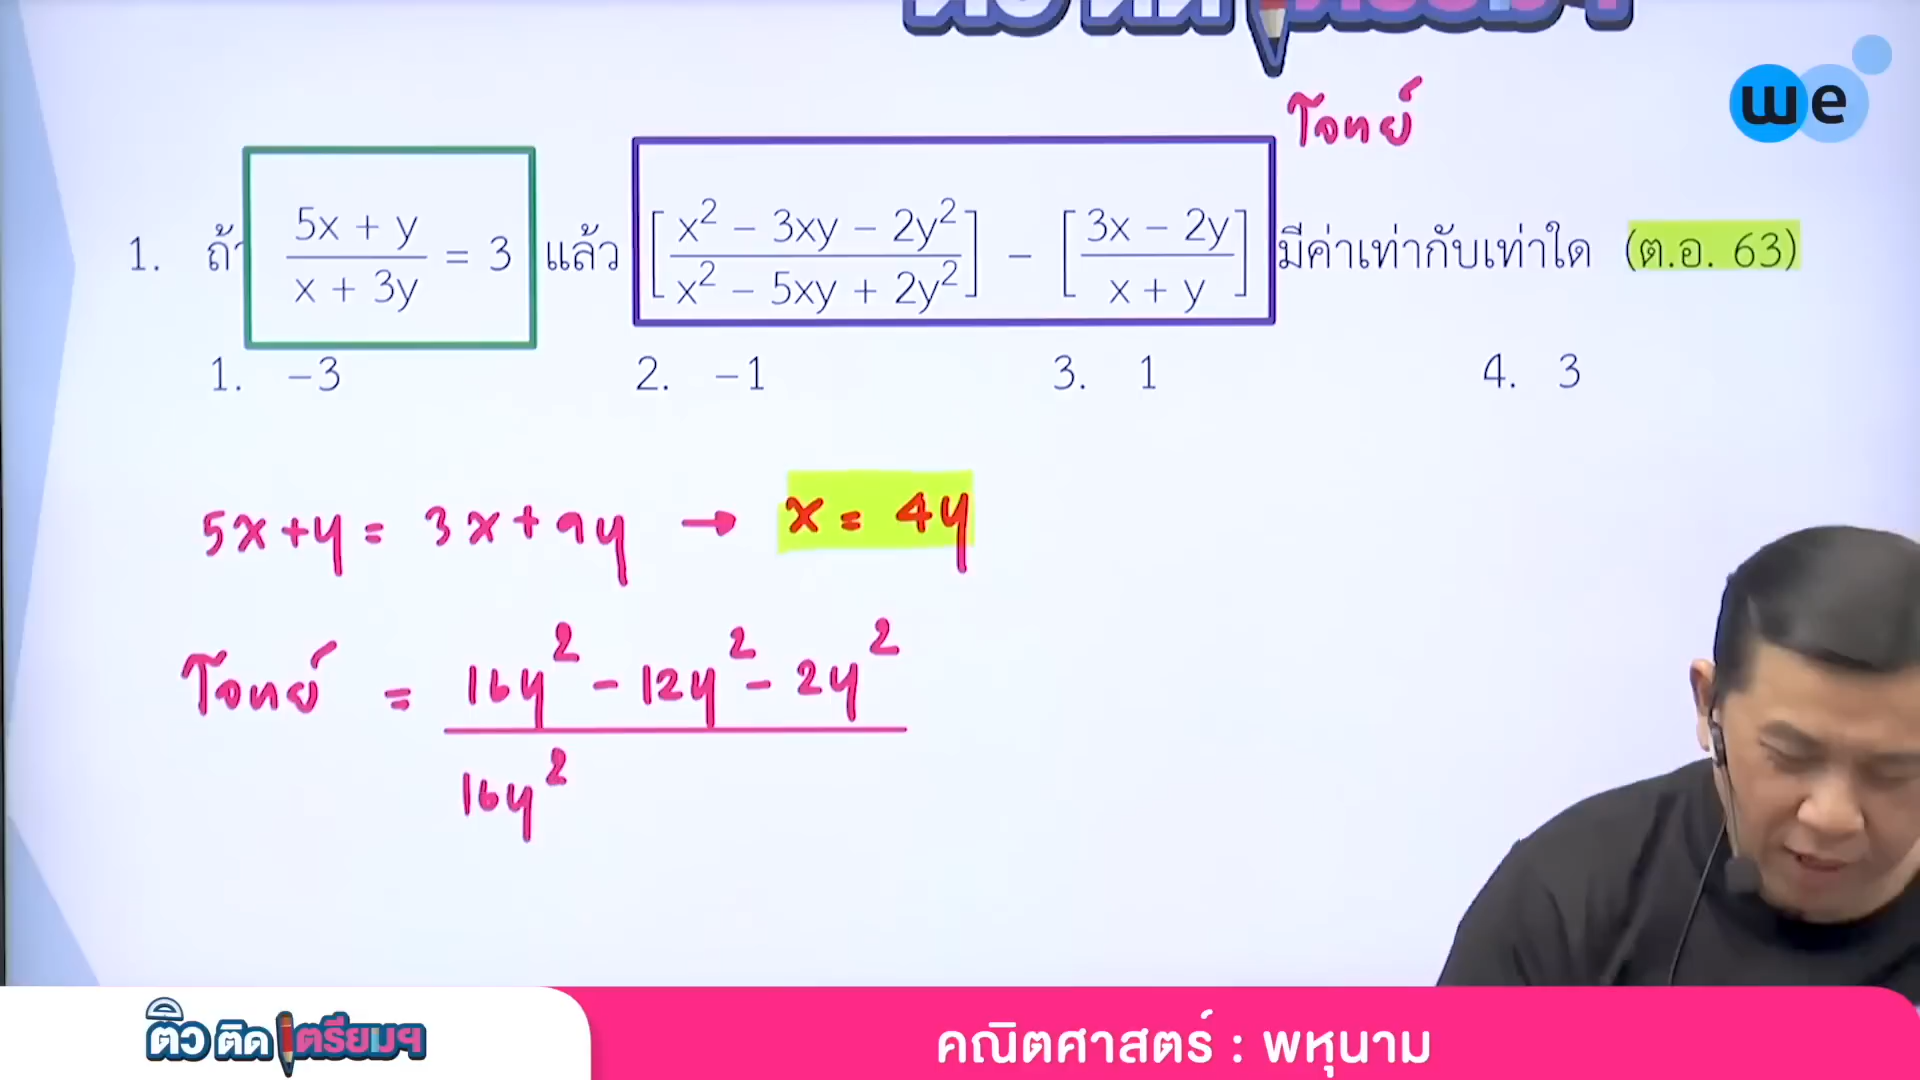 we
โจทย์
1. ถ้า (5x + y)/(x + 3y) = 3 แล้ว [(x² – 3xy – 2y²)/(x² – 5xy + 2y²)] – [(3x – 2y)/(x + y)] มีค่าเท่ากับเท่าใด (ต.อ. 63)
1. –3 2. –1 3. 1 4. 3
5x+y = 3x+9y → x = 4y
โจทย์ = (16y² - 12y² - 2y²)/(16y²
ติวติดเตรียมฯ
คณิตศาสตร์ : พหุนาม